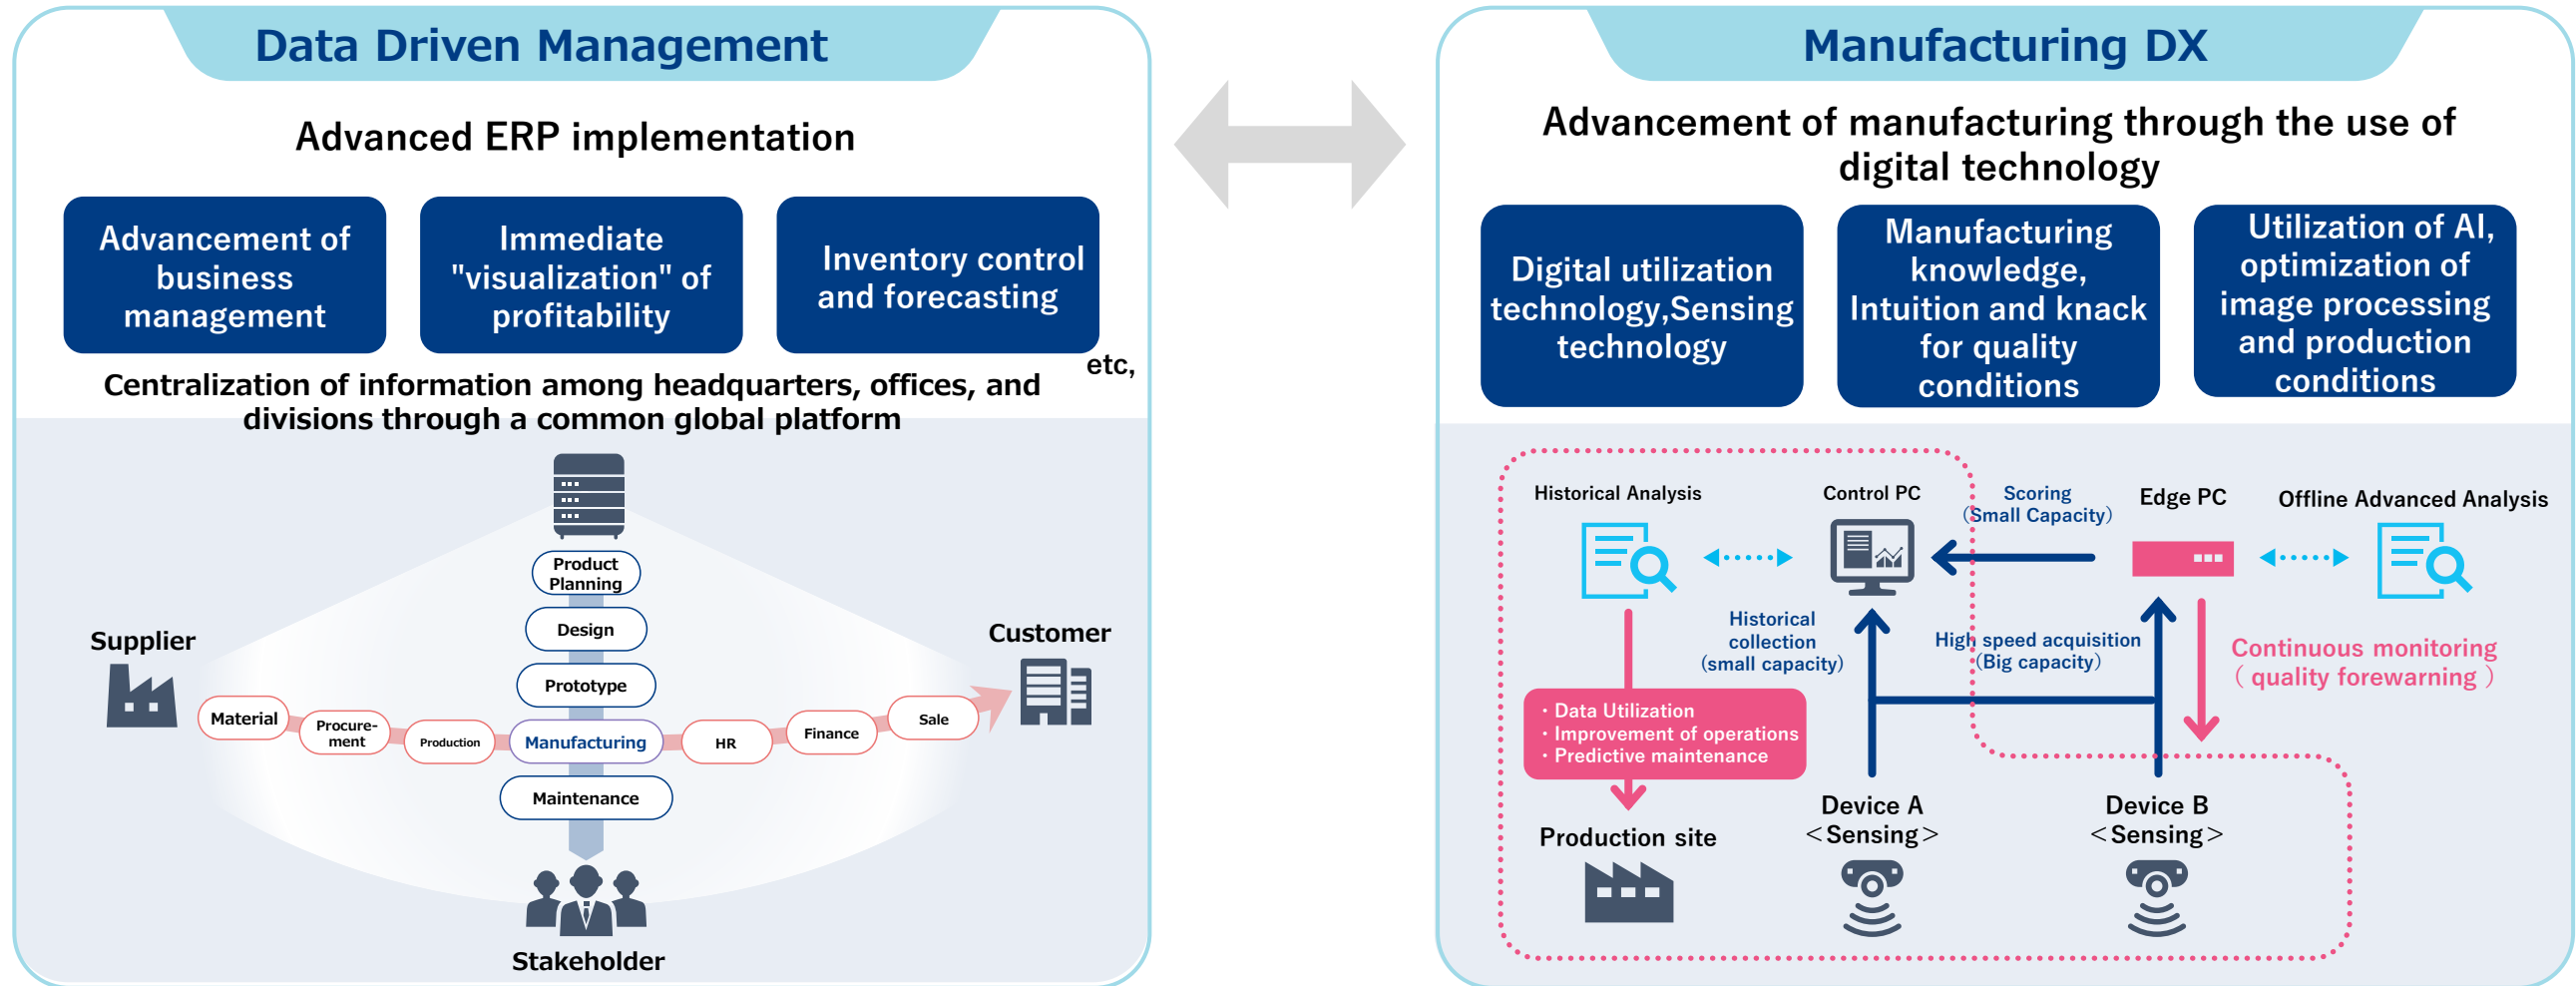 Data Driven Management
Advanced ERP implementation
Advancement of
business
management
Immediate
"visualization" of
profitability
Inventory control
and forecasting
etc,
Centralization of information among headquarters, offices, and
divisions through a common global platform
Product
Planning
Design
Prototype
Supplier
Customer
Material
Procure-
ment
Production
Manufacturing
HR
Finance
Sale
Maintenance
Stakeholder
Manufacturing DX
Advancement of manufacturing through the use of
digital technology
Digital utilization
technology,Sensing
technology
Manufacturing
knowledge,
Intuition and knack
for quality
conditions
Utilization of AI,
optimization of
image processing
and production
conditions
Historical Analysis
Control PC
Scoring
(Small Capacity)
Edge PC
Offline Advanced Analysis
Historical
collection
(small capacity)
High speed acquisition
(Big capacity)
Continuous monitoring
( quality forewarning )
・Data Utilization
・Improvement of operations
・Predictive maintenance
Production site
Device A
<Sensing>
Device B
<Sensing>